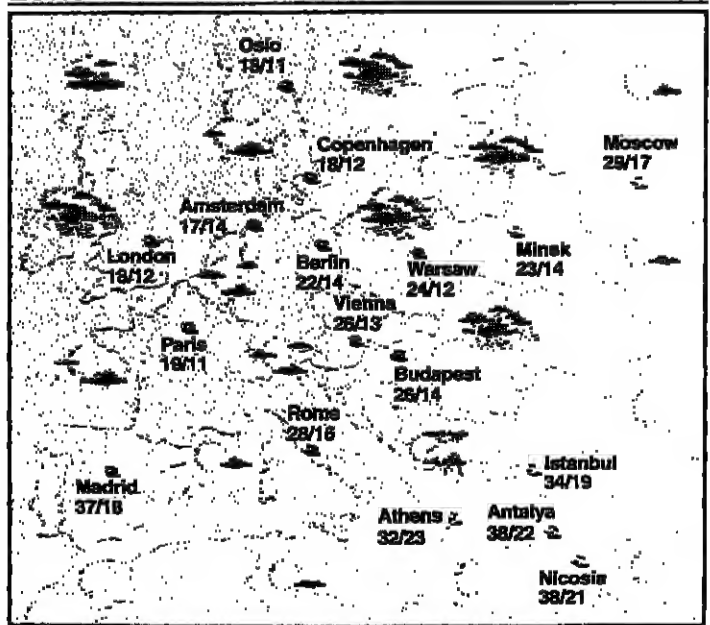 Oslo
18/11
Copenhagen
18/12
Moscow
29/17
Amsterdam
17/14
London
18/12
Berlin
22/14
Warsaw
24/12
Minsk
23/14
Vienna
26/13
Paris
19/11
Budapest
26/14
Rome
28/16
Madrid
37/18
Istanbul
34/19
Athens
32/23
Antalya
38/22
Nicosia
38/21